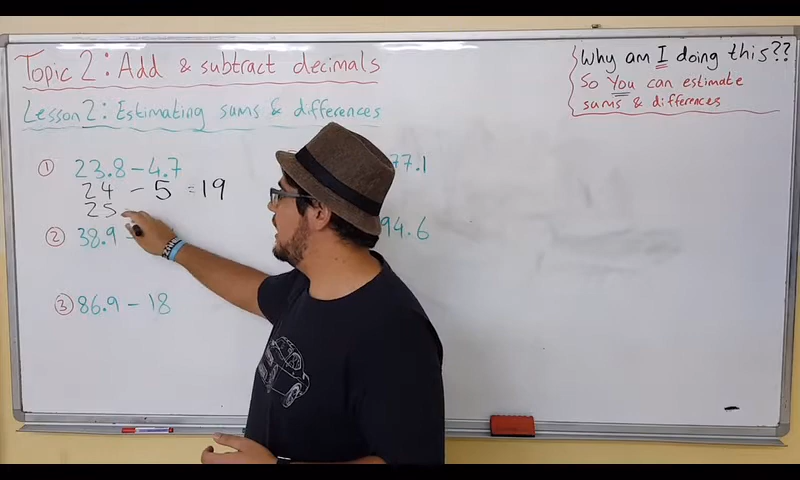 Topic 2: Add & subtract decimals
Lesson 2: Estimating sums & differences
Why am I doing this??
So You can estimate
sums & differences
① 23.8 - 4.7
24 - 5 = 19
25
② 38.9 -
③ 86.9 - 18
77.1
94.6